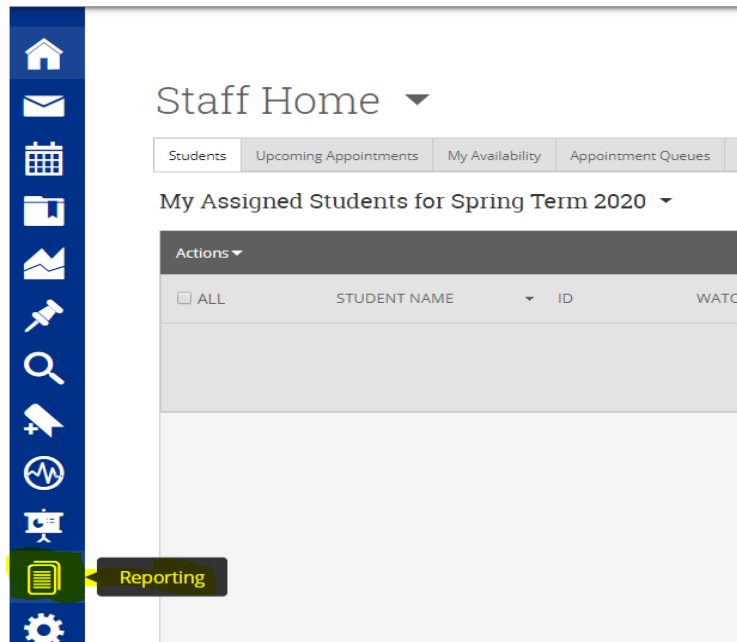 Staff Home
Students Upcoming Appointments My Availability Appointment Queues
My Assigned Students for Spring Term 2020
Actions
ALL STUDENT NAME ID
Reporting